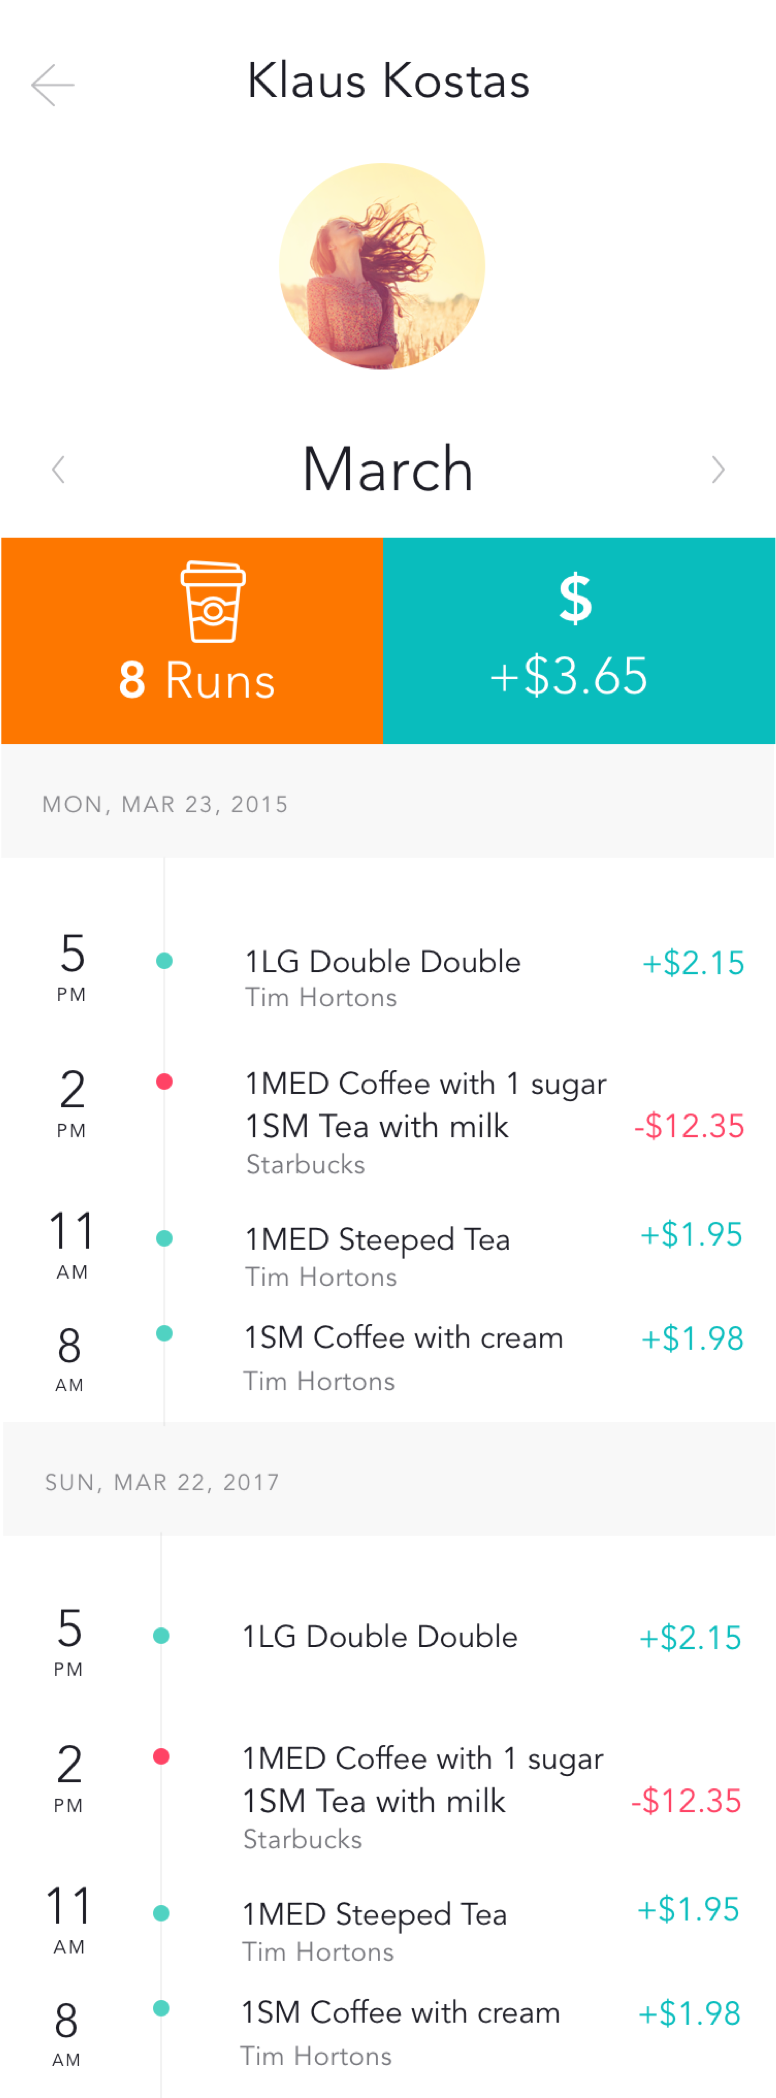 Klaus Kostas
March
$
8 Runs
+$3.65
MON, MAR 23, 2015
5
PM
1LG Double Double
+$2.15
Tim Hortons
2
PM
1MED Coffee with 1 sugar
1SM Tea with milk
-$12.35
Starbucks
11
AM
1MED Steeped Tea
+$1.95
Tim Hortons
8
AM
1SM Coffee with cream
+$1.98
Tim Hortons
SUN, MAR 22, 2017
5
PM
1LG Double Double
+$2.15
2
PM
1MED Coffee with 1 sugar
1SM Tea with milk
-$12.35
Starbucks
11
AM
1MED Steeped Tea
+$1.95
Tim Hortons
8
AM
1SM Coffee with cream
+$1.98
Tim Hortons